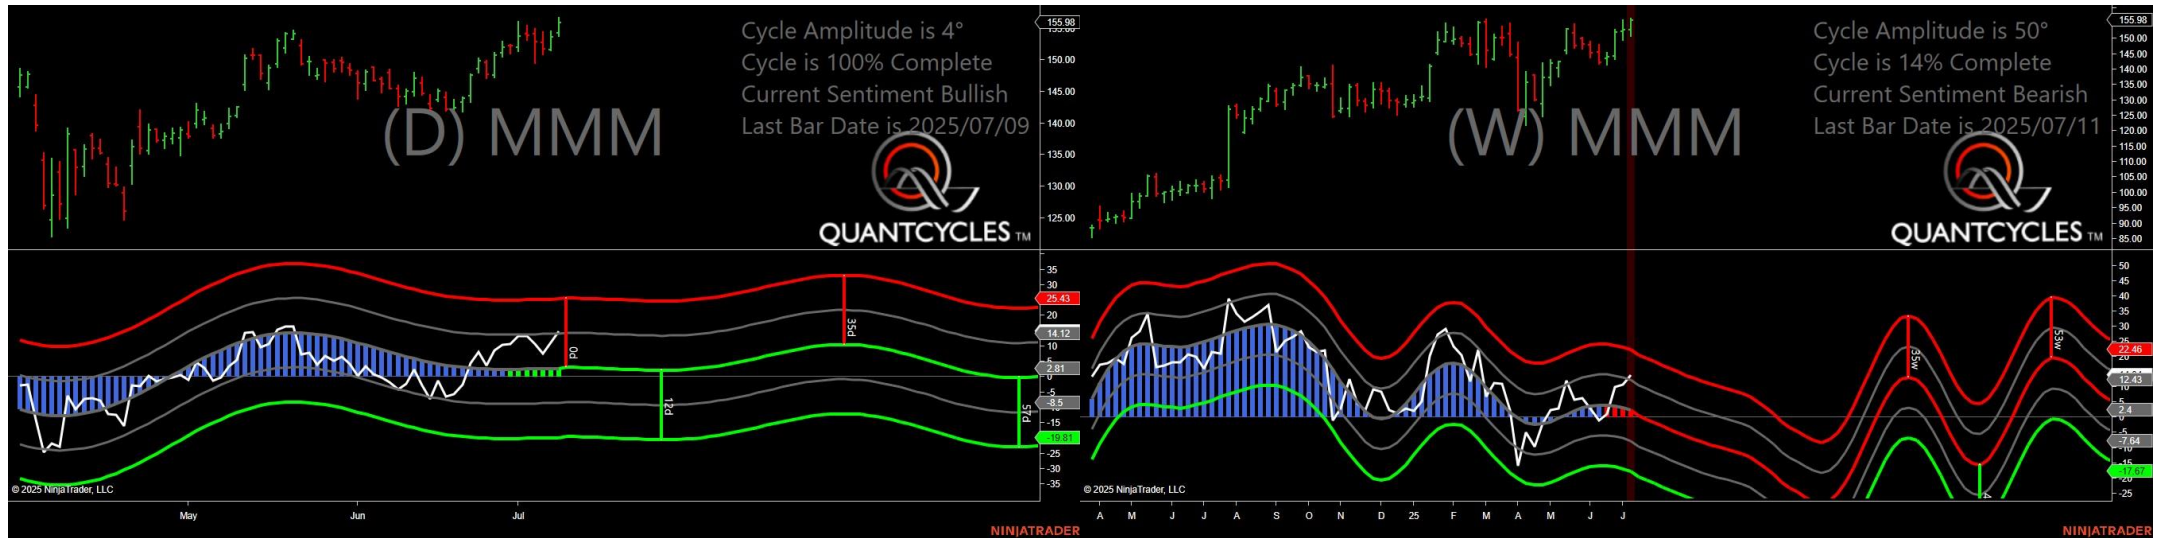 Cycle Amplitude is 4°
Cycle is 100% Complete
Current Sentiment Bullish
Last Bar Date is 2025/07/09
(D) MMM
QUANTCYCLES TM
155.98
155.00
150.00
145.00
140.00
135.00
130.00
125.00
35
30
25.43
20
14.12
10
5
2.81
0
-8.5
-15
-19.81
-25
-30
-35
0d
12d
35d
57d
© 2025 NinjaTrader, LLC
May
Jun
Jul
NINJATRADER
Cycle Amplitude is 50°
Cycle is 14% Complete
Current Sentiment Bearish
Last Bar Date is 2025/07/11
(W) MMM
QUANTCYCLES TM
155.98
150.00
145.00
140.00
135.00
130.00
125.00
120.00
115.00
110.00
105.00
100.00
95.00
90.00
85.00
50
45
40
35
30
25
22.46
12.43
2.4
-5
-7.64
-17.67
-25
35w
53w
© 2025 NinjaTrader, LLC
A
M
J
J
A
S
O
N
D
25
F
M
A
M
J
J
NINJATRADER